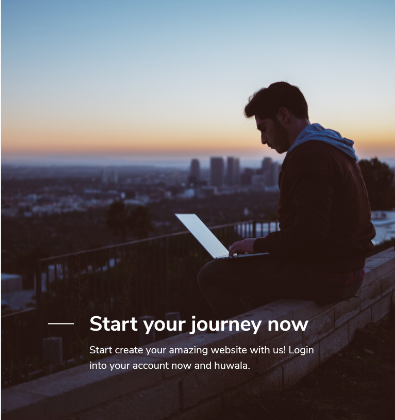 Start your journey now
Start create your amazing website with us! Login
into your account now and huwala.